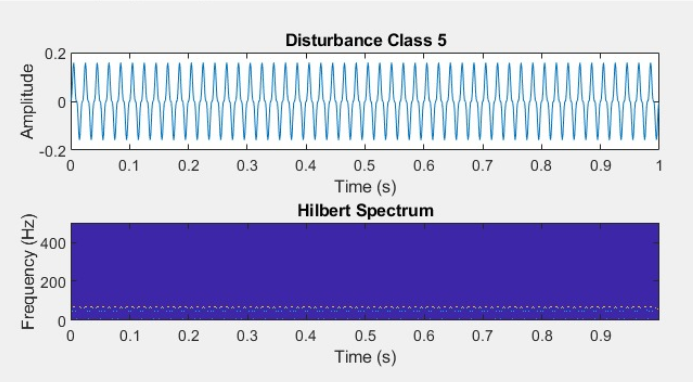 Disturbance Class 5
Amplitude
0.2
0
-0.2
0 0.1 0.2 0.3 0.4 0.5 0.6 0.7 0.8 0.9 1
Time (s)
Hilbert Spectrum
Frequency (Hz)
400
200
0
0 0.1 0.2 0.3 0.4 0.5 0.6 0.7 0.8 0.9
Time (s)